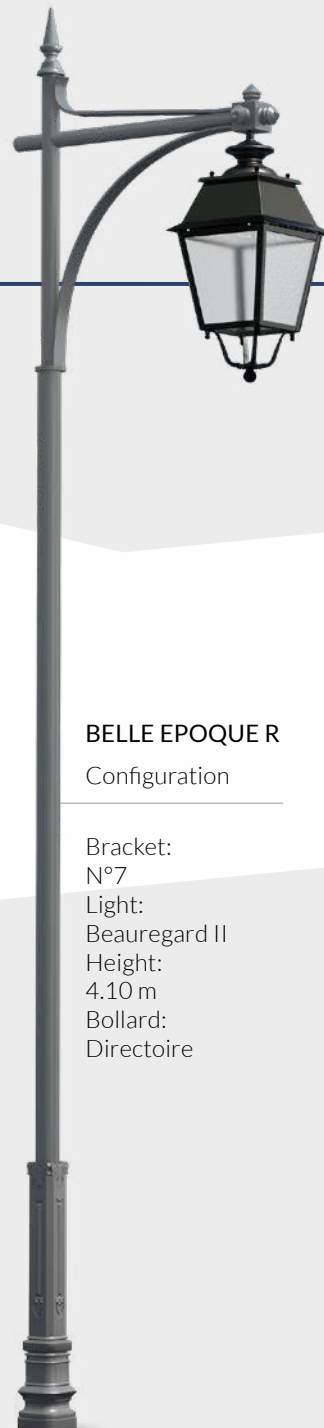 BELLE EPOQUE R
Configuration
Bracket:
N°7
Light:
Beauregard II
Height:
4.10 m
Bollard:
Directoire